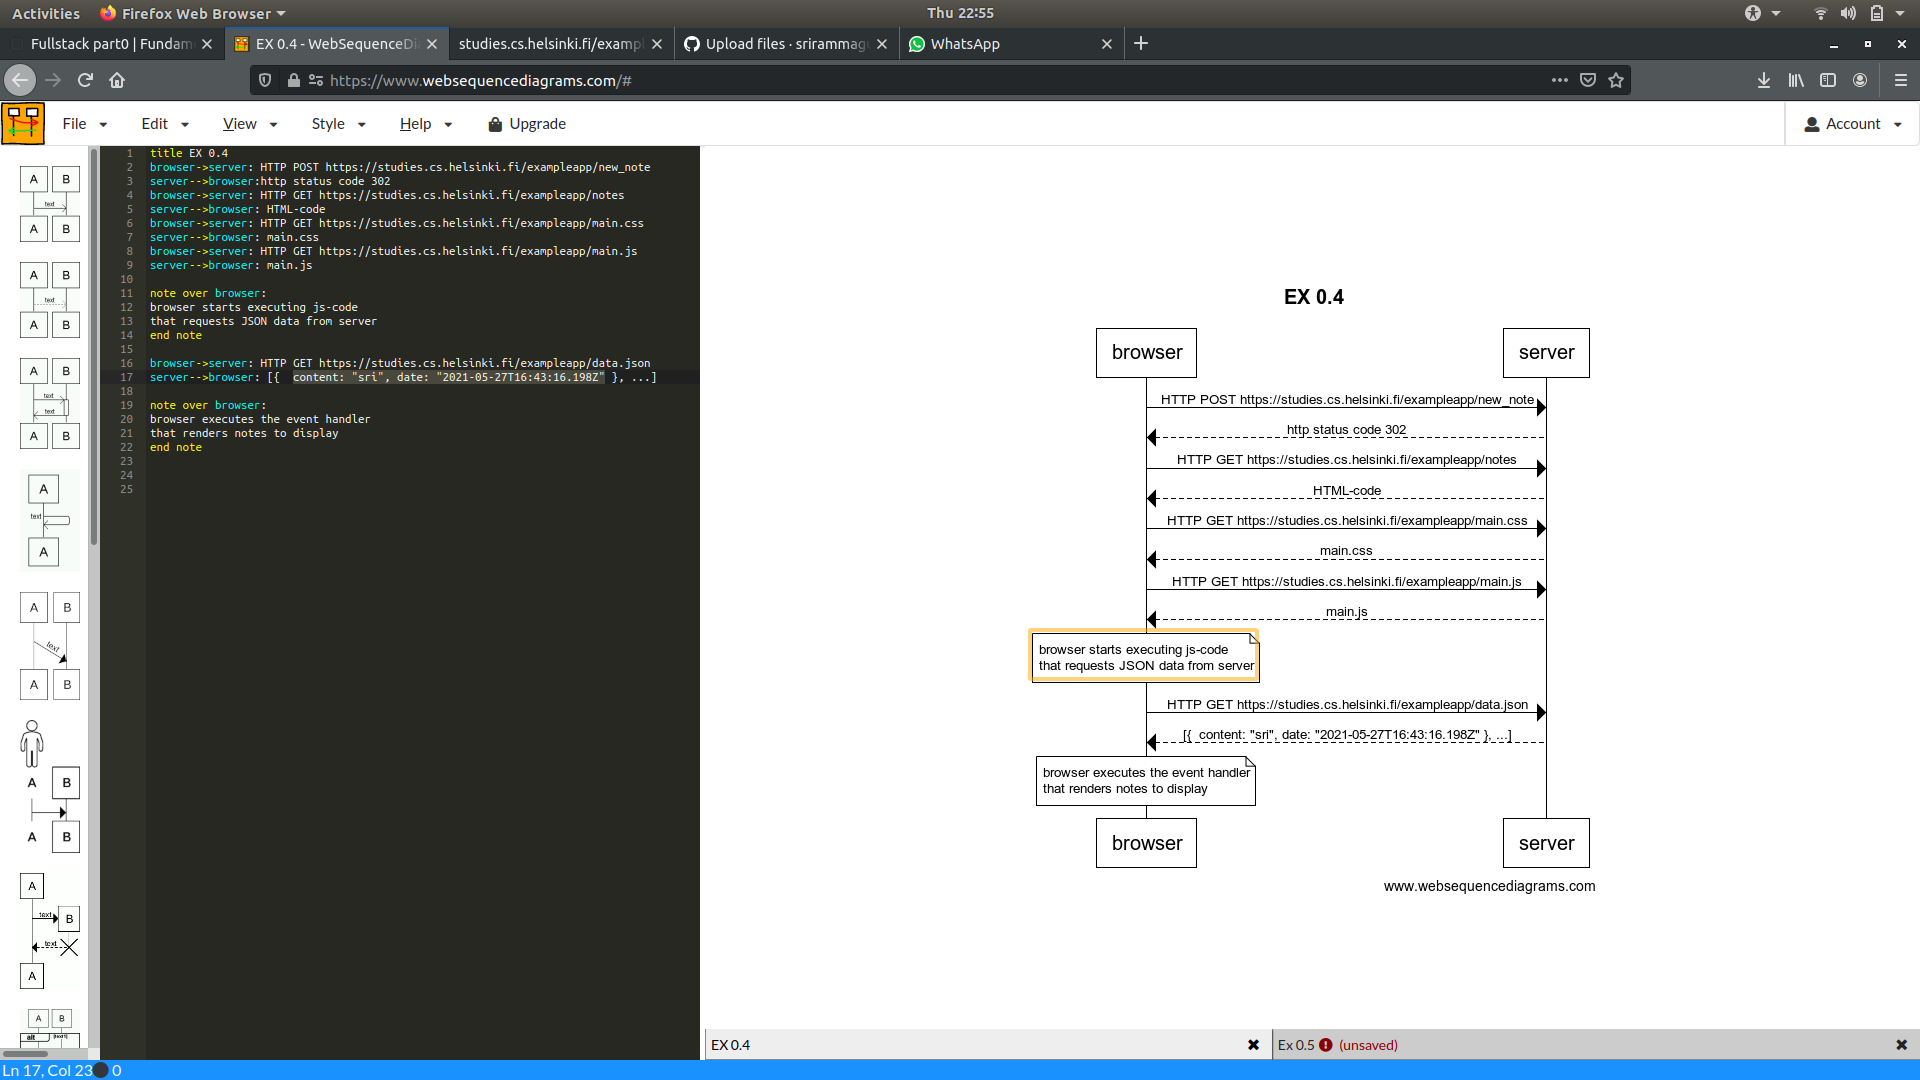 Activities
Firefox Web Browser
Thu 22:55
Fullstack part0 | Fundam
EX 0.4 - WebSequenceDi
studies.cs.helsinki.fi/examp
Upload files · srirammag
WhatsApp
https://www.websequencediagrams.com/#
File
Edit
View
Style
Help
Upgrade
Account
1 title EX 0.4
2 browser->server: HTTP POST https://studies.cs.helsinki.fi/exampleapp/new_note
3 server-->browser:http status code 302
4 browser->server: HTTP GET https://studies.cs.helsinki.fi/exampleapp/notes
5 server-->browser: HTML-code
6 browser->server: HTTP GET https://studies.cs.helsinki.fi/exampleapp/main.css
7 server-->browser: main.css
8 browser->server: HTTP GET https://studies.cs.helsinki.fi/exampleapp/main.js
9 server-->browser: main.js
10
11 note over browser:
12 browser starts executing js-code
13 that requests JSON data from server
14 end note
15
16 browser->server: HTTP GET https://studies.cs.helsinki.fi/exampleapp/data.json
17 server-->browser: [{  content: "sri", date: "2021-05-27T16:43:16.198Z" }, ...]
18
19 note over browser:
20 browser executes the event handler
21 that renders notes to display
22 end note
23
24
25
A B
text
A B
A B
text
A B
A B
text
text
A B
A
text
A
A B
text
A B
A B
A B
A
text B
text
A
A B
alt [text]
EX 0.4
browser
server
HTTP POST https://studies.cs.helsinki.fi/exampleapp/new_note
http status code 302
HTTP GET https://studies.cs.helsinki.fi/exampleapp/notes
HTML-code
HTTP GET https://studies.cs.helsinki.fi/exampleapp/main.css
main.css
HTTP GET https://studies.cs.helsinki.fi/exampleapp/main.js
main.js
browser starts executing js-code
that requests JSON data from server
HTTP GET https://studies.cs.helsinki.fi/exampleapp/data.json
[{  content: "sri", date: "2021-05-27T16:43:16.198Z" }, ...]
browser executes the event handler
that renders notes to display
browser
server
www.websequencediagrams.com
EX 0.4
Ex 0.5 (unsaved)
Ln 17, Col 23 0